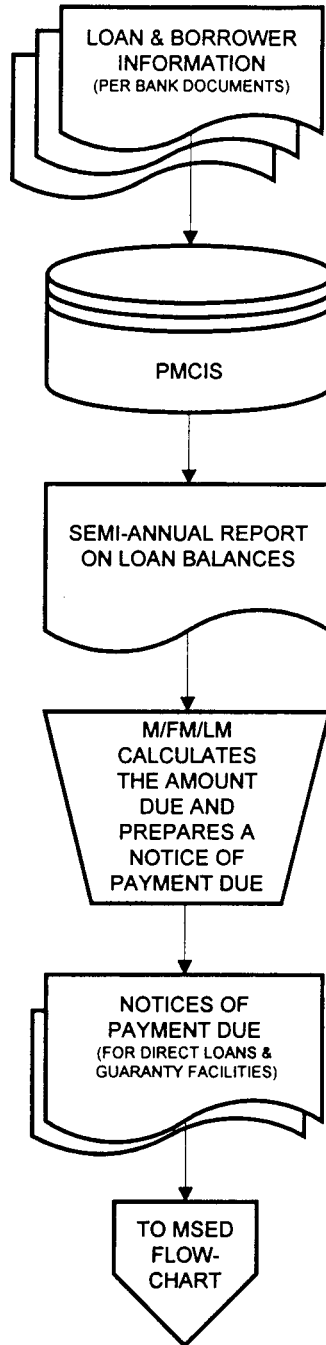 LOAN & BORROWER
INFORMATION
(PER BANK DOCUMENTS)
PMCIS
SEMI-ANNUAL REPORT
ON LOAN BALANCES
M/FM/LM
CALCULATES
THE AMOUNT
DUE AND
PREPARES A
NOTICE OF
PAYMENT DUE
NOTICES OF
PAYMENT DUE
(FOR DIRECT LOANS &
GUARANTY FACILITIES)
TO MSED
FLOW-
CHART